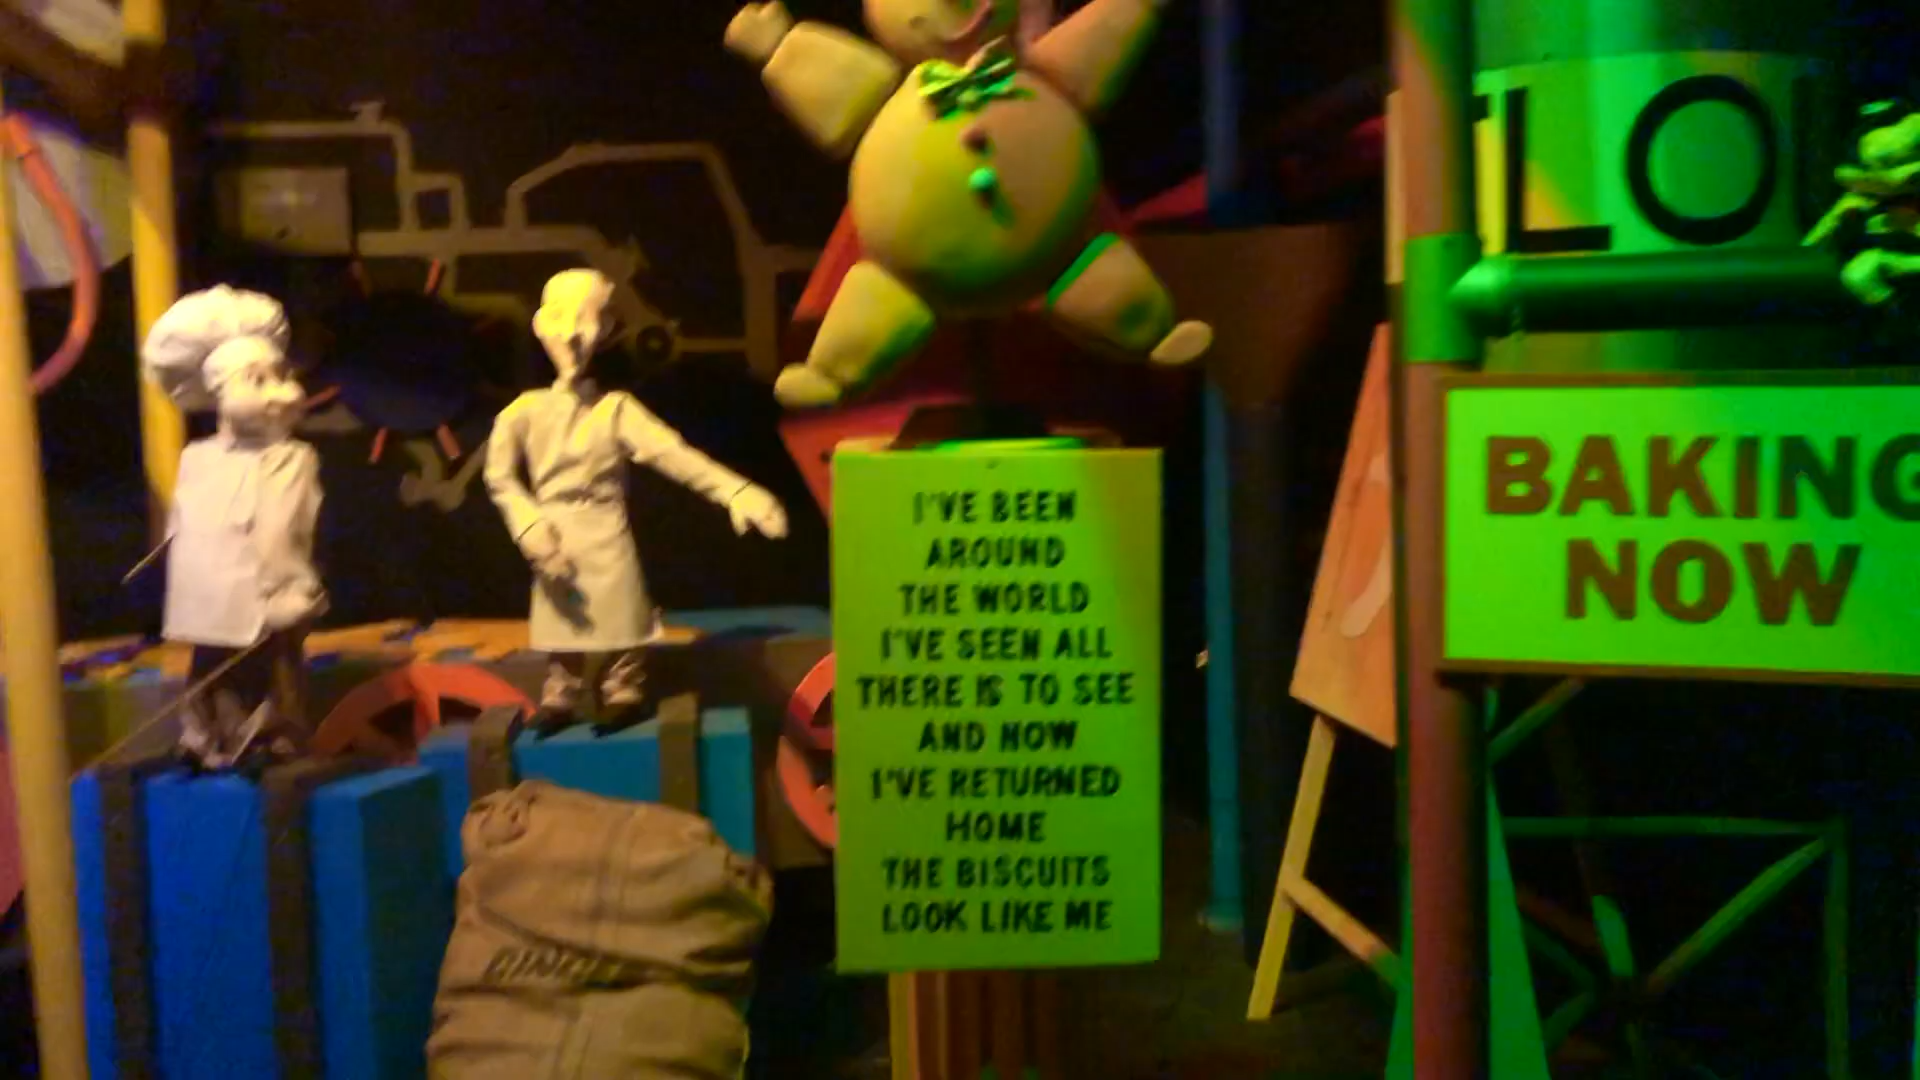 LO
BAKING
NOW
I'VE BEEN
AROUND
THE WORLD
I'VE SEEN ALL
THERE IS TO SEE
AND NOW
I'VE RETURNED
HOME
THE BISCUITS
LOOK LIKE ME